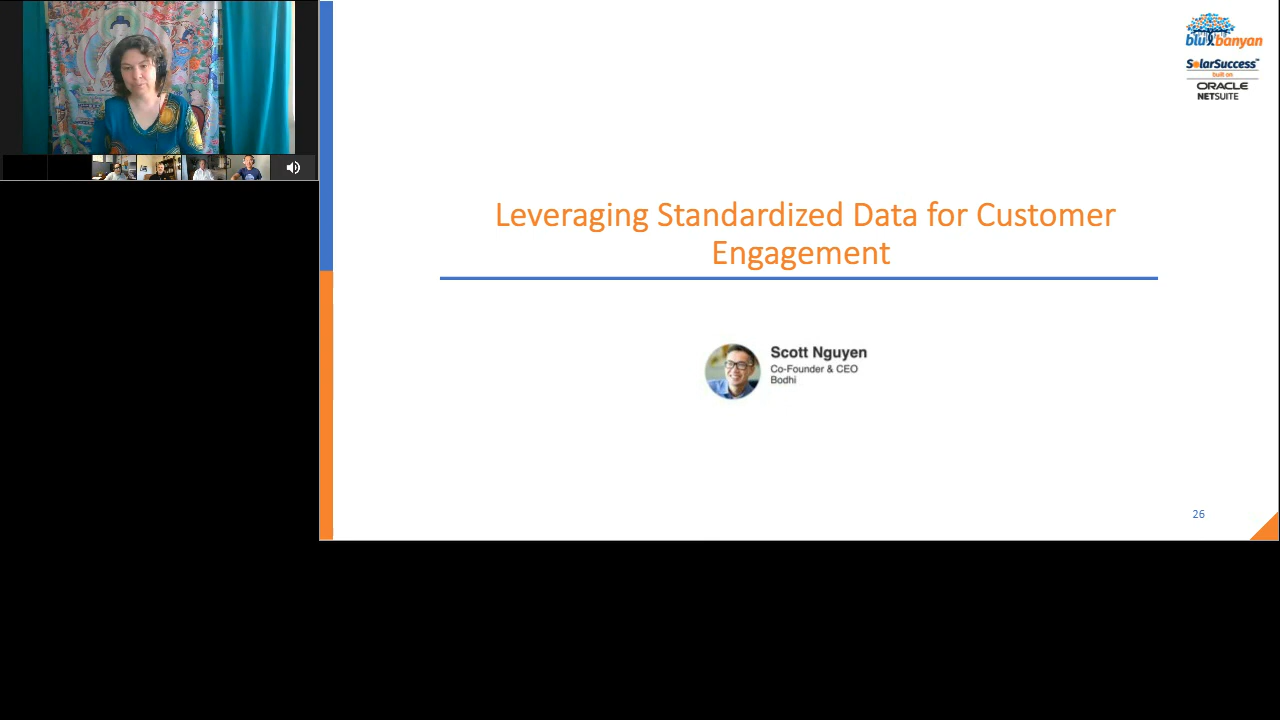 blu banyan
SolarSuccess™
built on
ORACLE
NETSUITE
Leveraging Standardized Data for Customer
Engagement
Scott Nguyen
Co-Founder & CEO
Bodhi
26